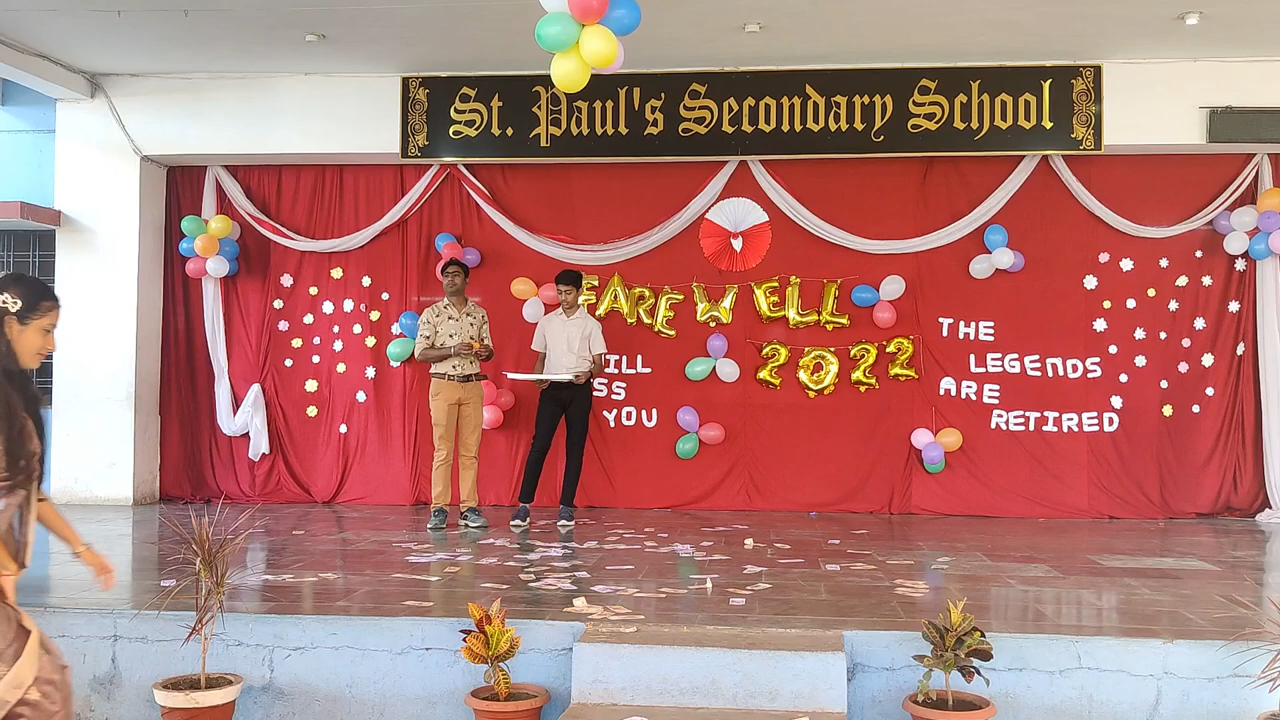 St. Paul's Secondary School
FAREWELL
2022
ILL
SS
YOU
THE
LEGENDS
ARE
RETIRED